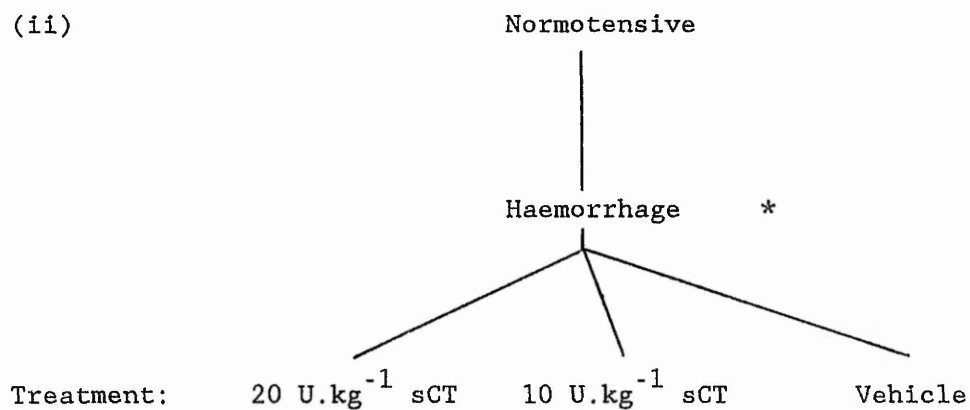 (ii) Normotensive
Haemorrhage *
Treatment: 20 U.kg⁻¹ sCT 10 U.kg⁻¹ sCT Vehicle